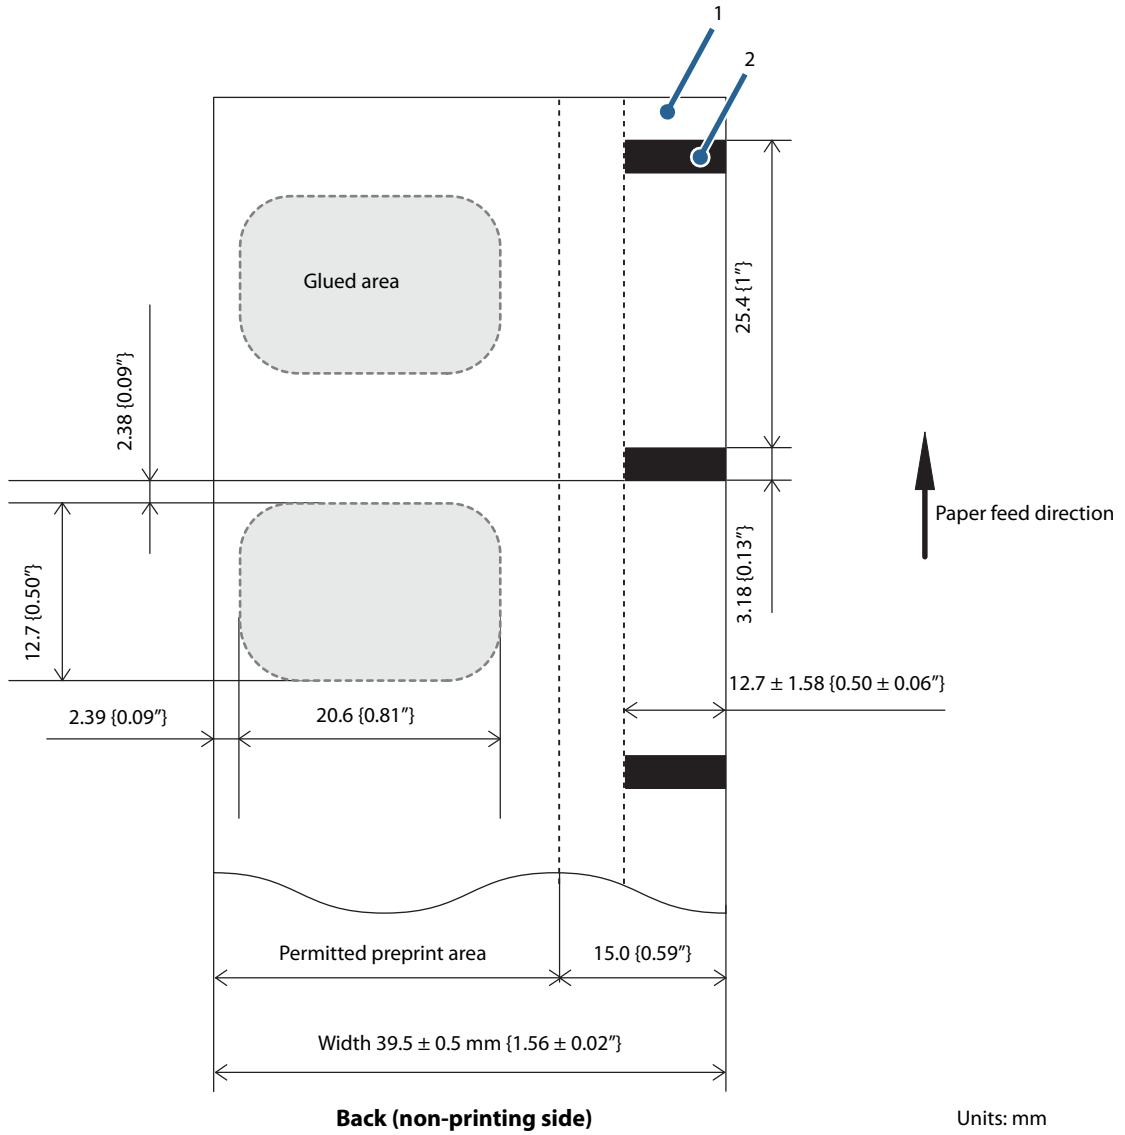 1
2
Glued area
25.4 {1″}
2.38 {0.09″}
Paper feed direction
3.18 {0.13″}
12.7 {0.50″}
12.7 ± 1.58 {0.50 ± 0.06″}
2.39 {0.09″}
20.6 {0.81″}
Permitted preprint area
15.0 {0.59″}
Width 39.5 ± 0.5 mm {1.56 ± 0.02″}
Back (non-printing side)
Units: mm